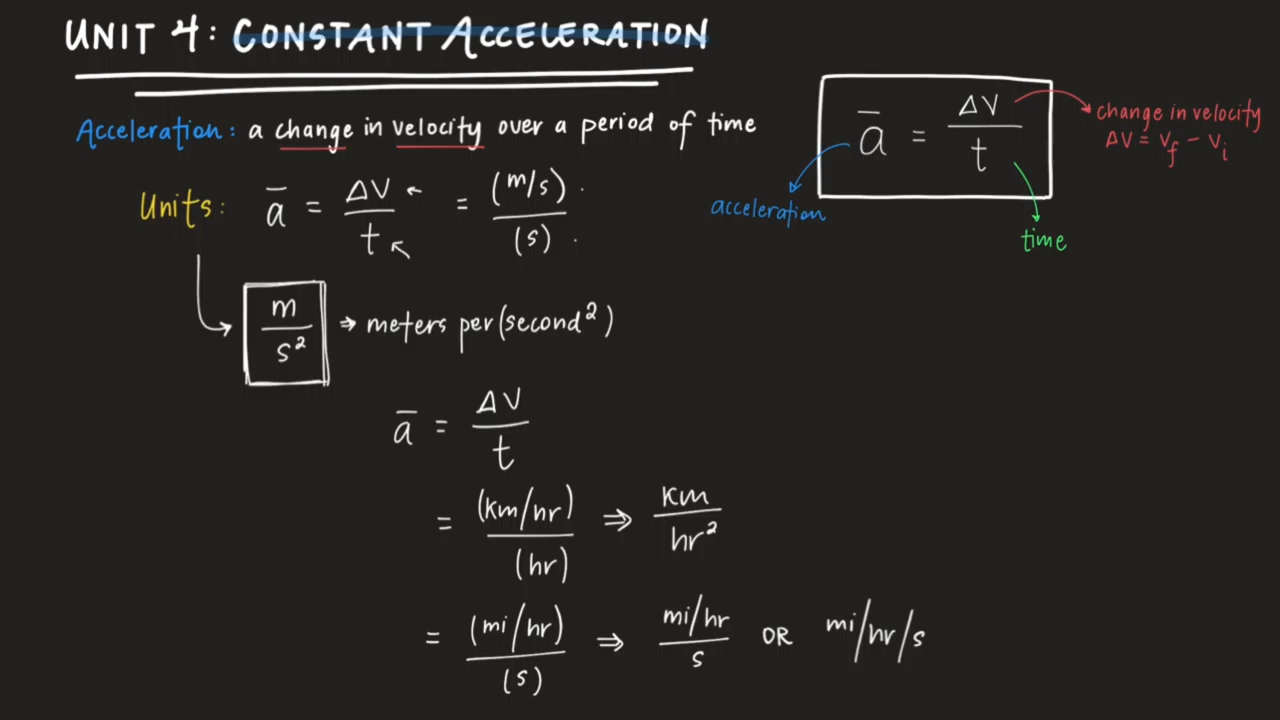 UNIT 4: CONSTANT ACCELERATION
Acceleration: a change in velocity over a period of time
ā = ΔV / t
change in velocity
ΔV = V_f - V_i
acceleration
time
Units: ā = ΔV / t = (m/s) / (s)
m / s² ⇒ meters per (second²)
ā = ΔV / t
= (km/hr) / (hr) ⇒ km / hr²
= (mi/hr) / (s) ⇒ mi/hr / s OR mi/hr/s